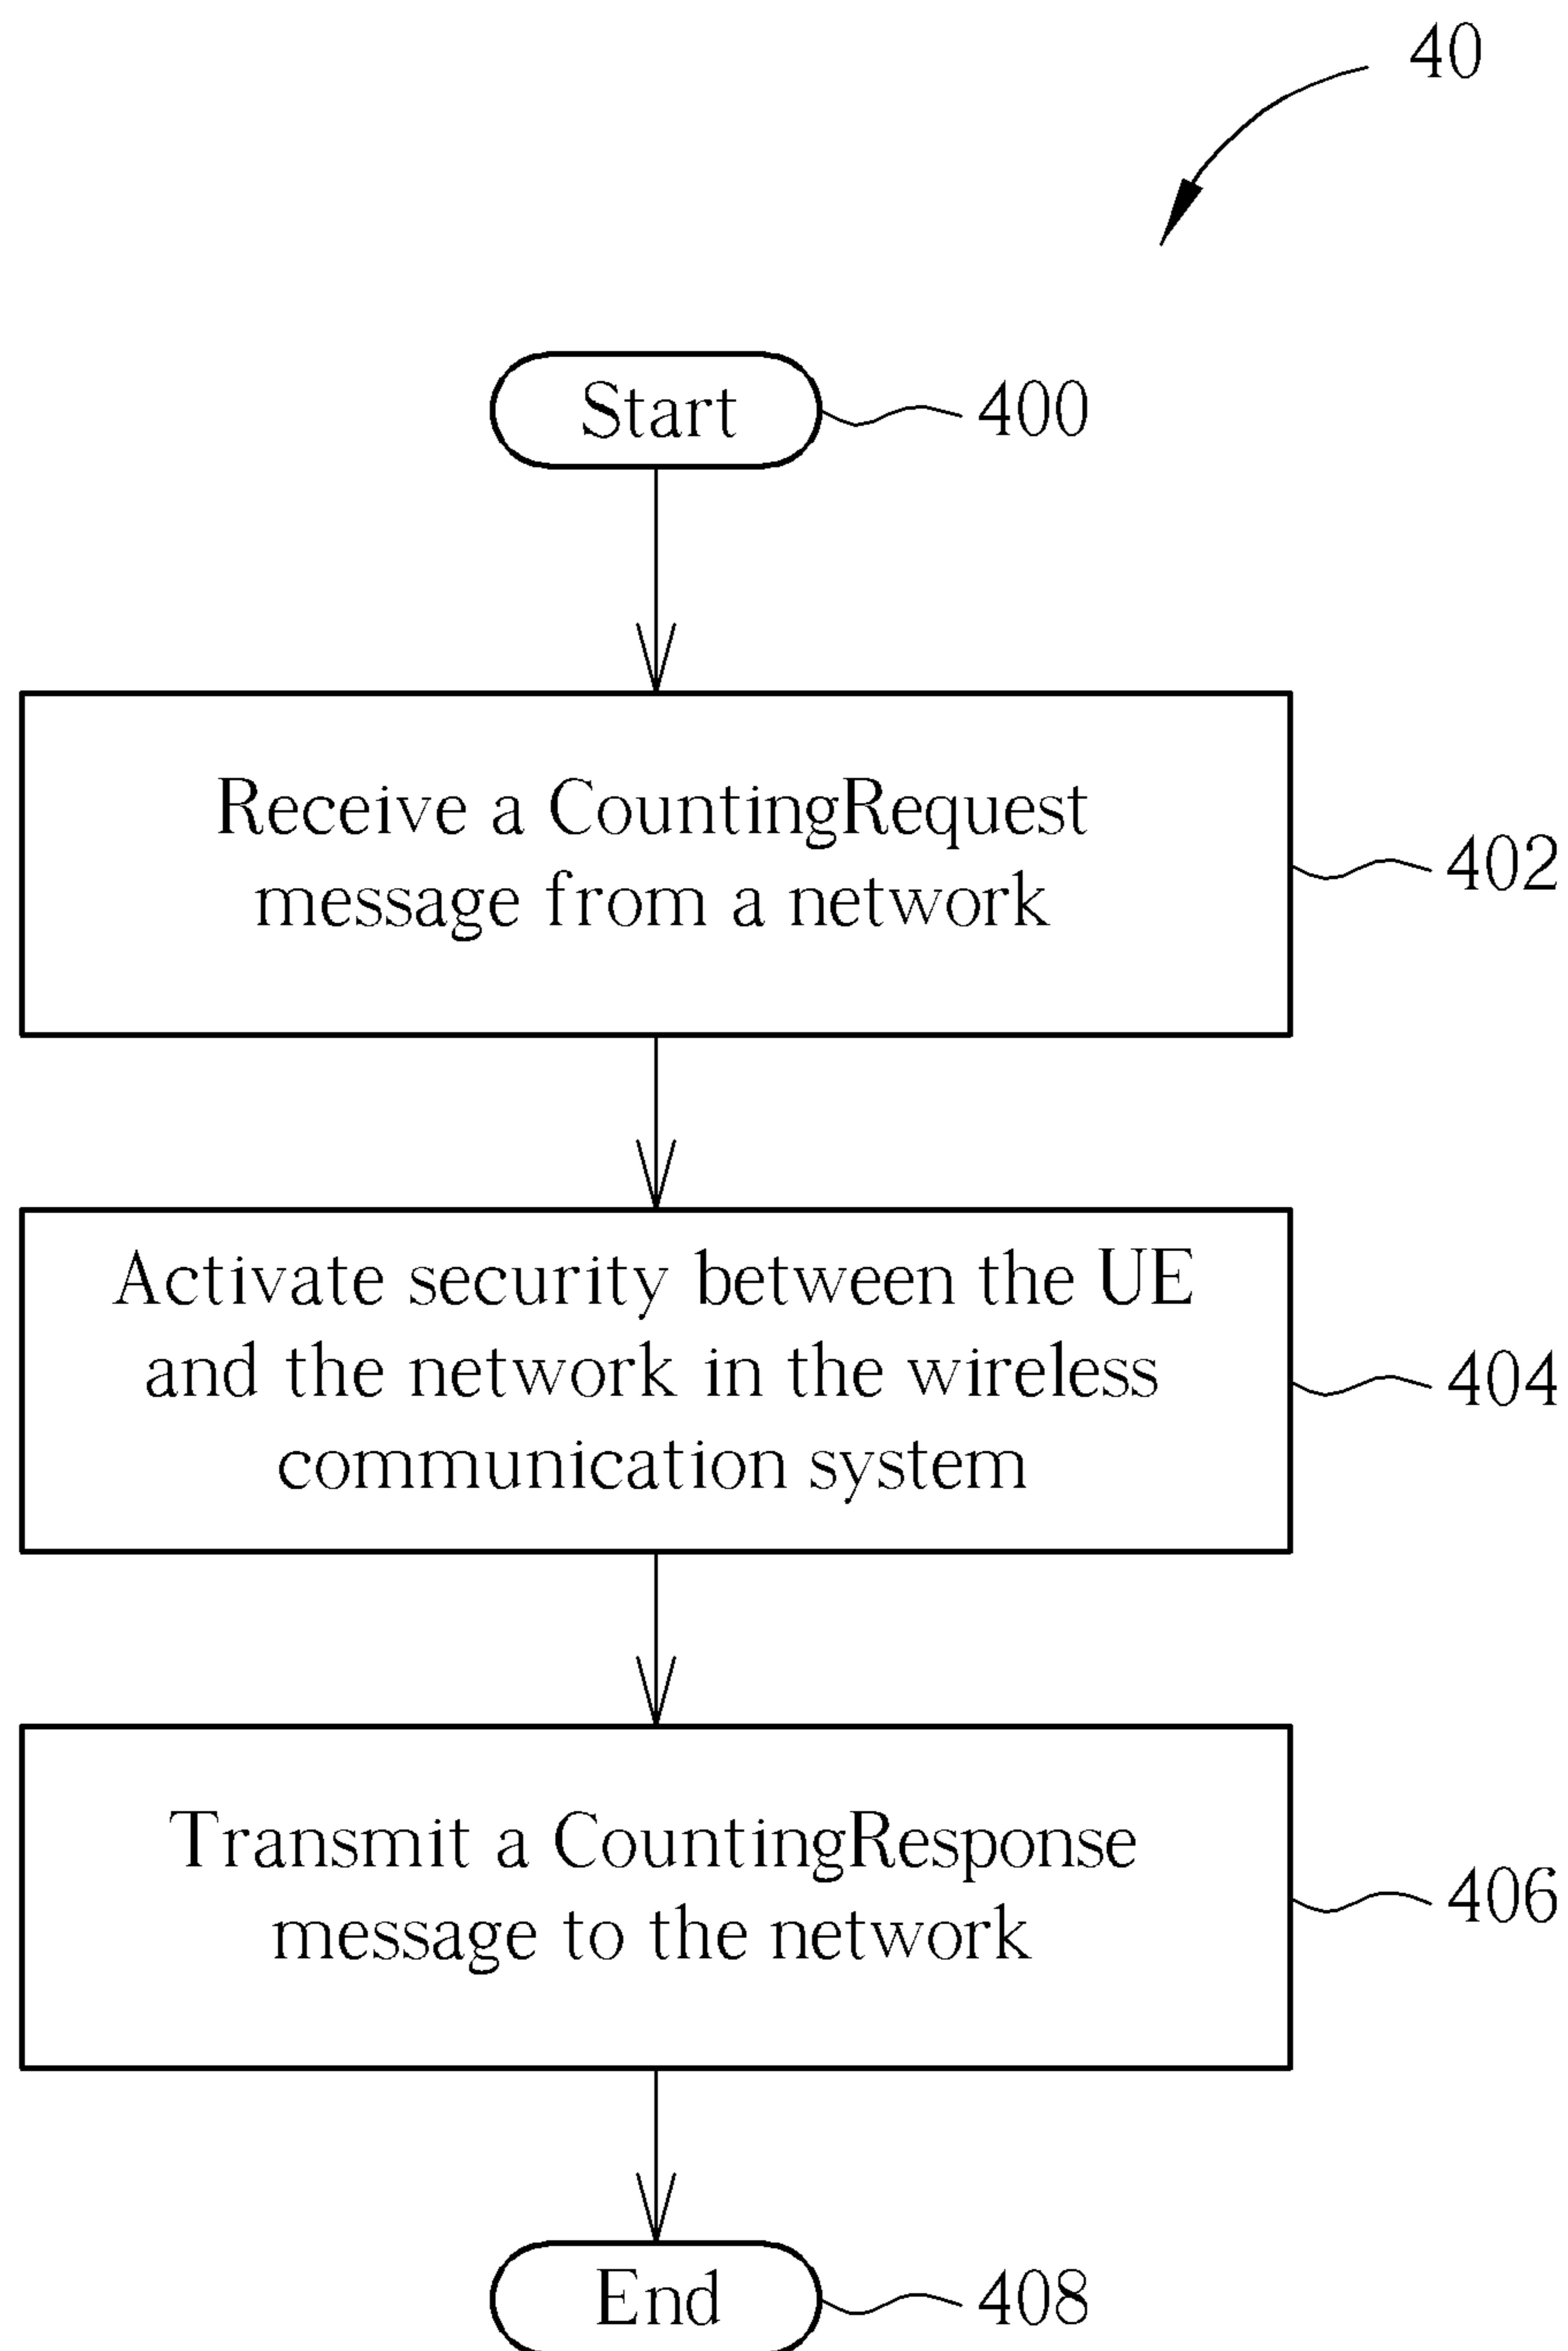 40
Start
400
Receive a CountingRequest
message from a network
402
Activate security between the UE
and the network in the wireless
communication system
404
Transmit a CountingResponse
message to the network
406
End
408